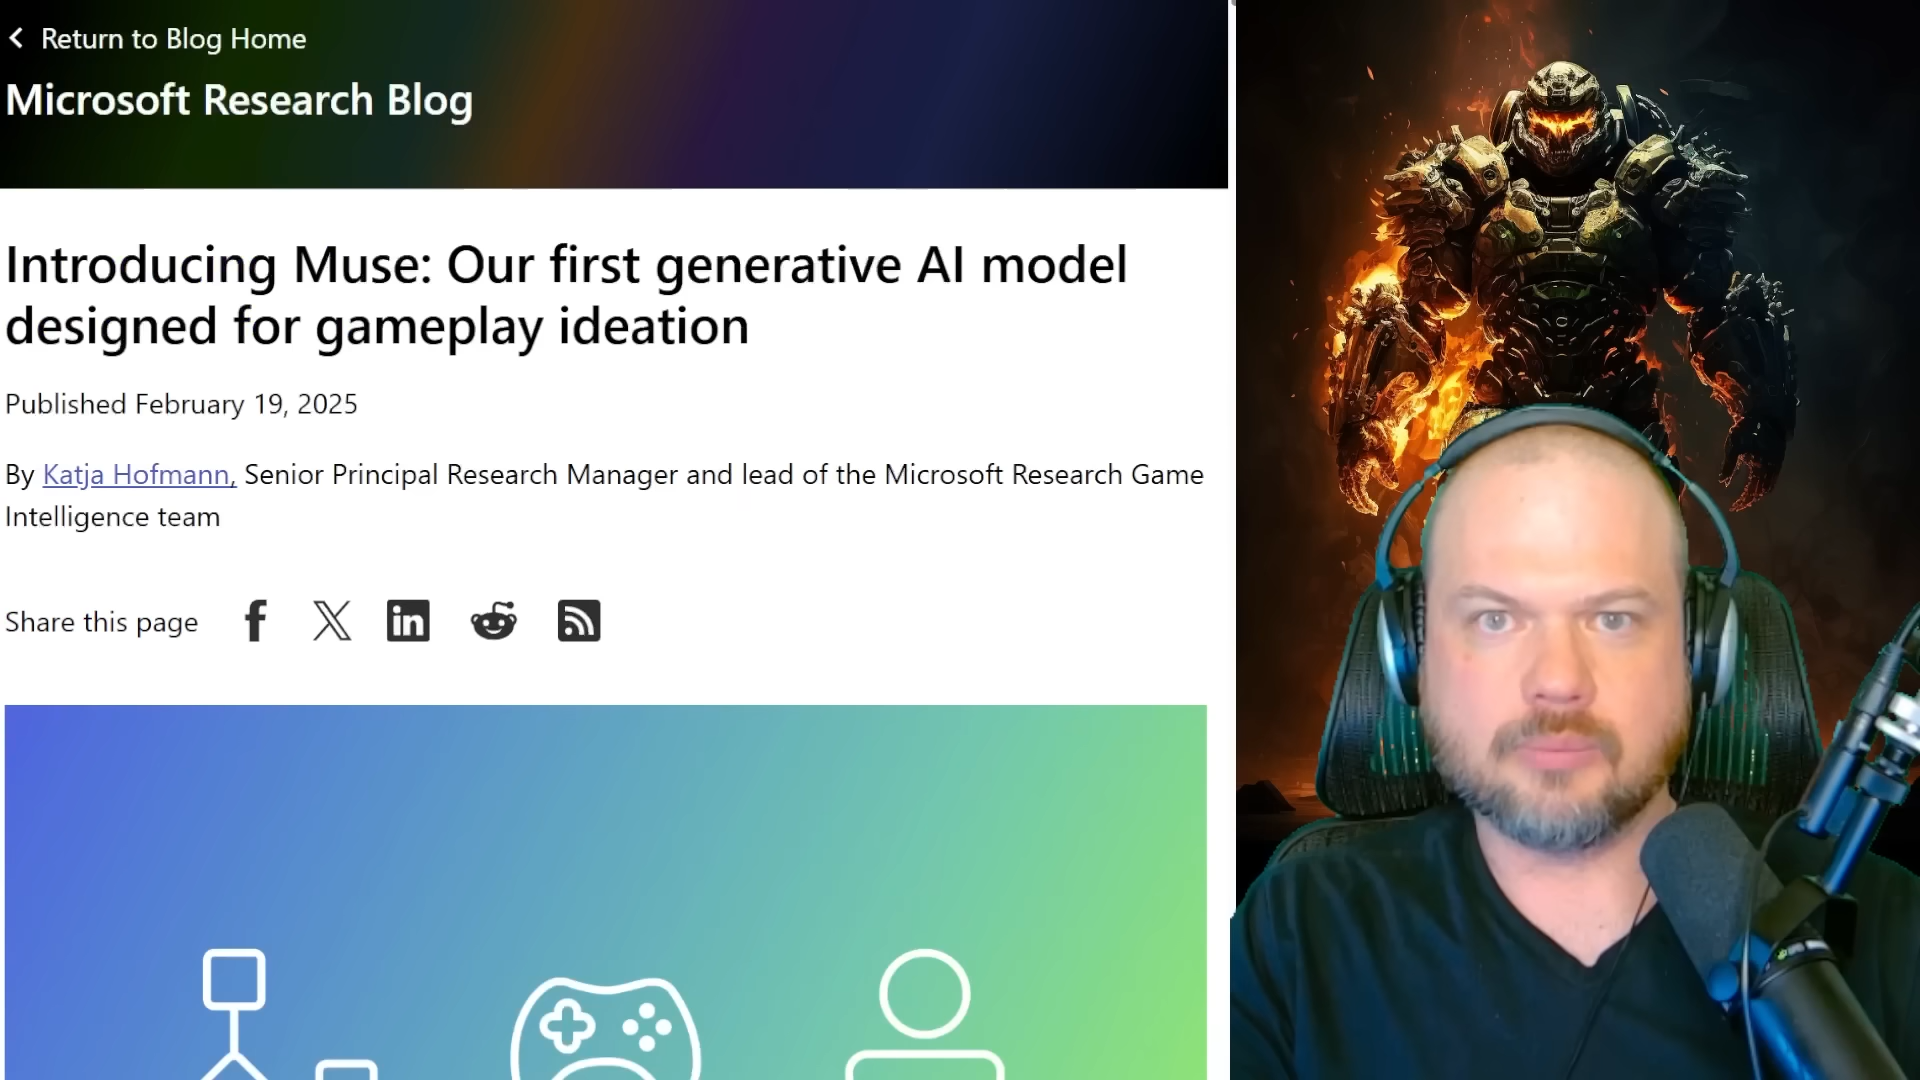 Return to Blog Home
Microsoft Research Blog
Introducing Muse: Our first generative AI model
designed for gameplay ideation
Published February 19, 2025
By Katja Hofmann, Senior Principal Research Manager and lead of the Microsoft Research Game
Intelligence team
Share this page